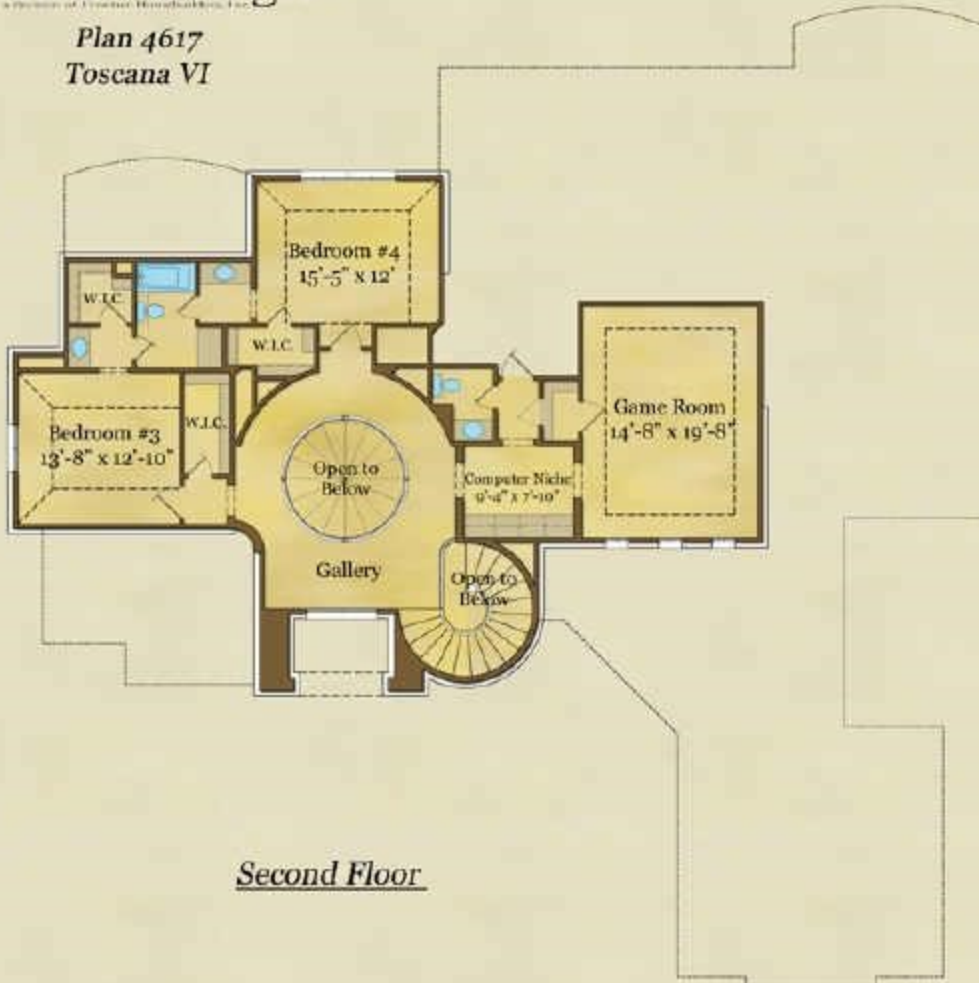 Plan 4617
Toscana VI
Bedroom #4
15'-5" x 12'
W.I.C.
W.I.C.
Game Room
14'-8" x 19'-8"
W.I.C.
Bedroom #3
13'-8" x 12'-10"
Open to
Below
Computer Niche
9'-4" x 7'-10"
Gallery
Open to
Below
Second Floor